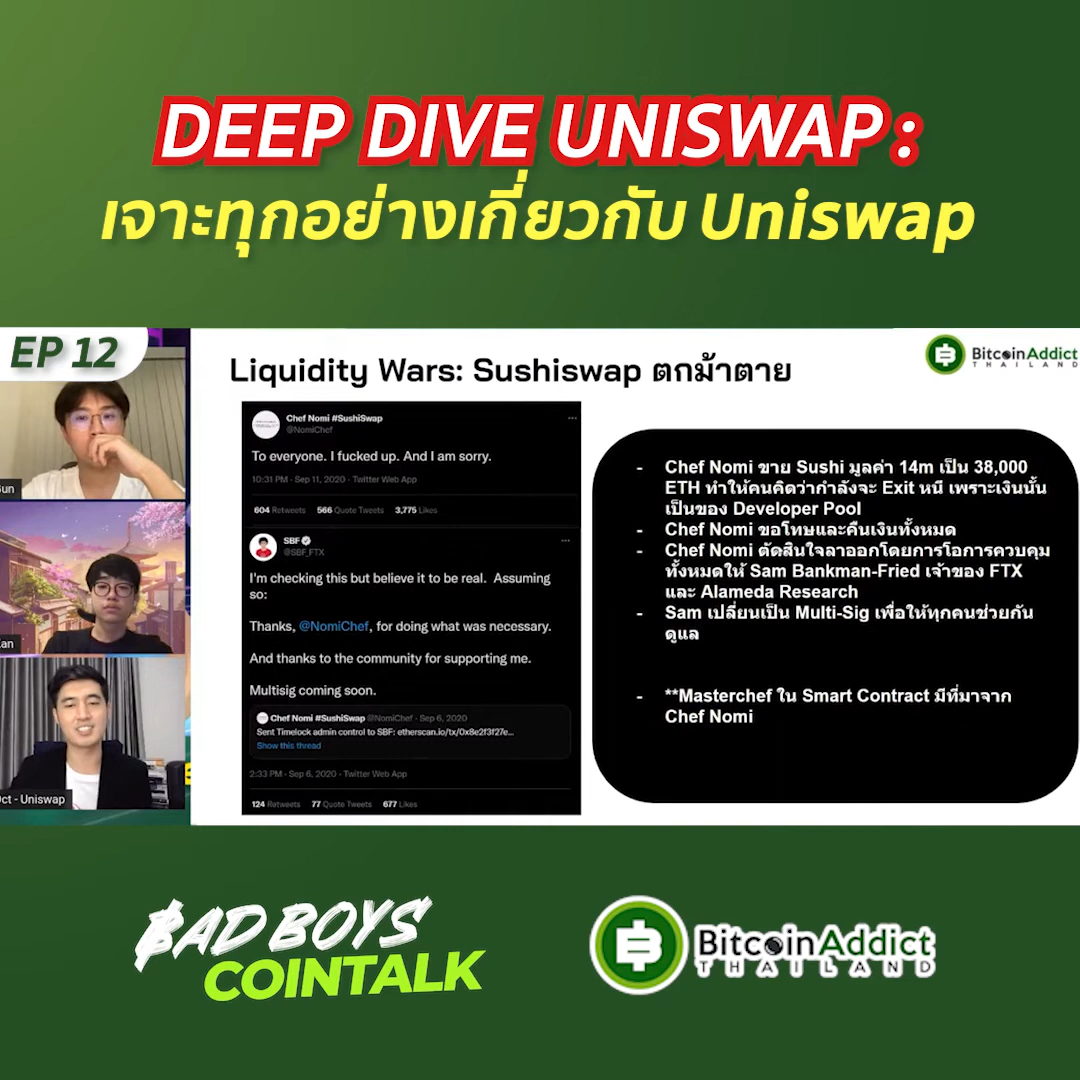 DEEP DIVE UNISWAP :
เจาะทุกอย่างเกี่ยวกับ Uniswap
EP 12
Liquidity Wars: Sushiswap ตกม้าตาย
BitcoinAddict
THAILAND
Chef Nomi #SushiSwap
@NomiChef
To everyone. I fucked up. And I am sorry.
10:31 PM · Sep 11, 2020 · Twitter Web App
604 Retweets 566 Quote Tweets 3,775 Likes
SBF
@SBF_FTX
I'm checking this but believe it to be real. Assuming
so:
Thanks, @NomiChef, for doing what was necessary.
And thanks to the community for supporting me.
Multisig coming soon.
Chef Nomi #SushiSwap @NomiChef · Sep 6, 2020
Sent Timelock admin control to SBF: etherscan.io/tx/0x8e2f3f27e...
Show this thread
2:33 PM · Sep 6, 2020 · Twitter Web App
124 Retweets 77 Quote Tweets 677 Likes
- Chef Nomi ขาย Sushi มูลค่า 14m เป็น 38,000
ETH ทำให้คนคิดว่ากำลังจะ Exit หนี เพราะเงินนั้น
เป็นของ Developer Pool
- Chef Nomi ขอโทษและคืนเงินทั้งหมด
- Chef Nomi ตัดสินใจลาออกโดยการโอการควบคุม
ทั้งหมดให้ Sam Bankman-Fried เจ้าของ FTX
และ Alameda Research
- Sam เปลี่ยนเป็น Multi-Sig เพื่อให้ทุกคนช่วยกัน
ดูแล
- **Masterchef ใน Smart Contract มีที่มาจาก
Chef Nomi
Oct - Uniswap
BAD BOYS
COINTALK
BitcoinAddict
THAILAND